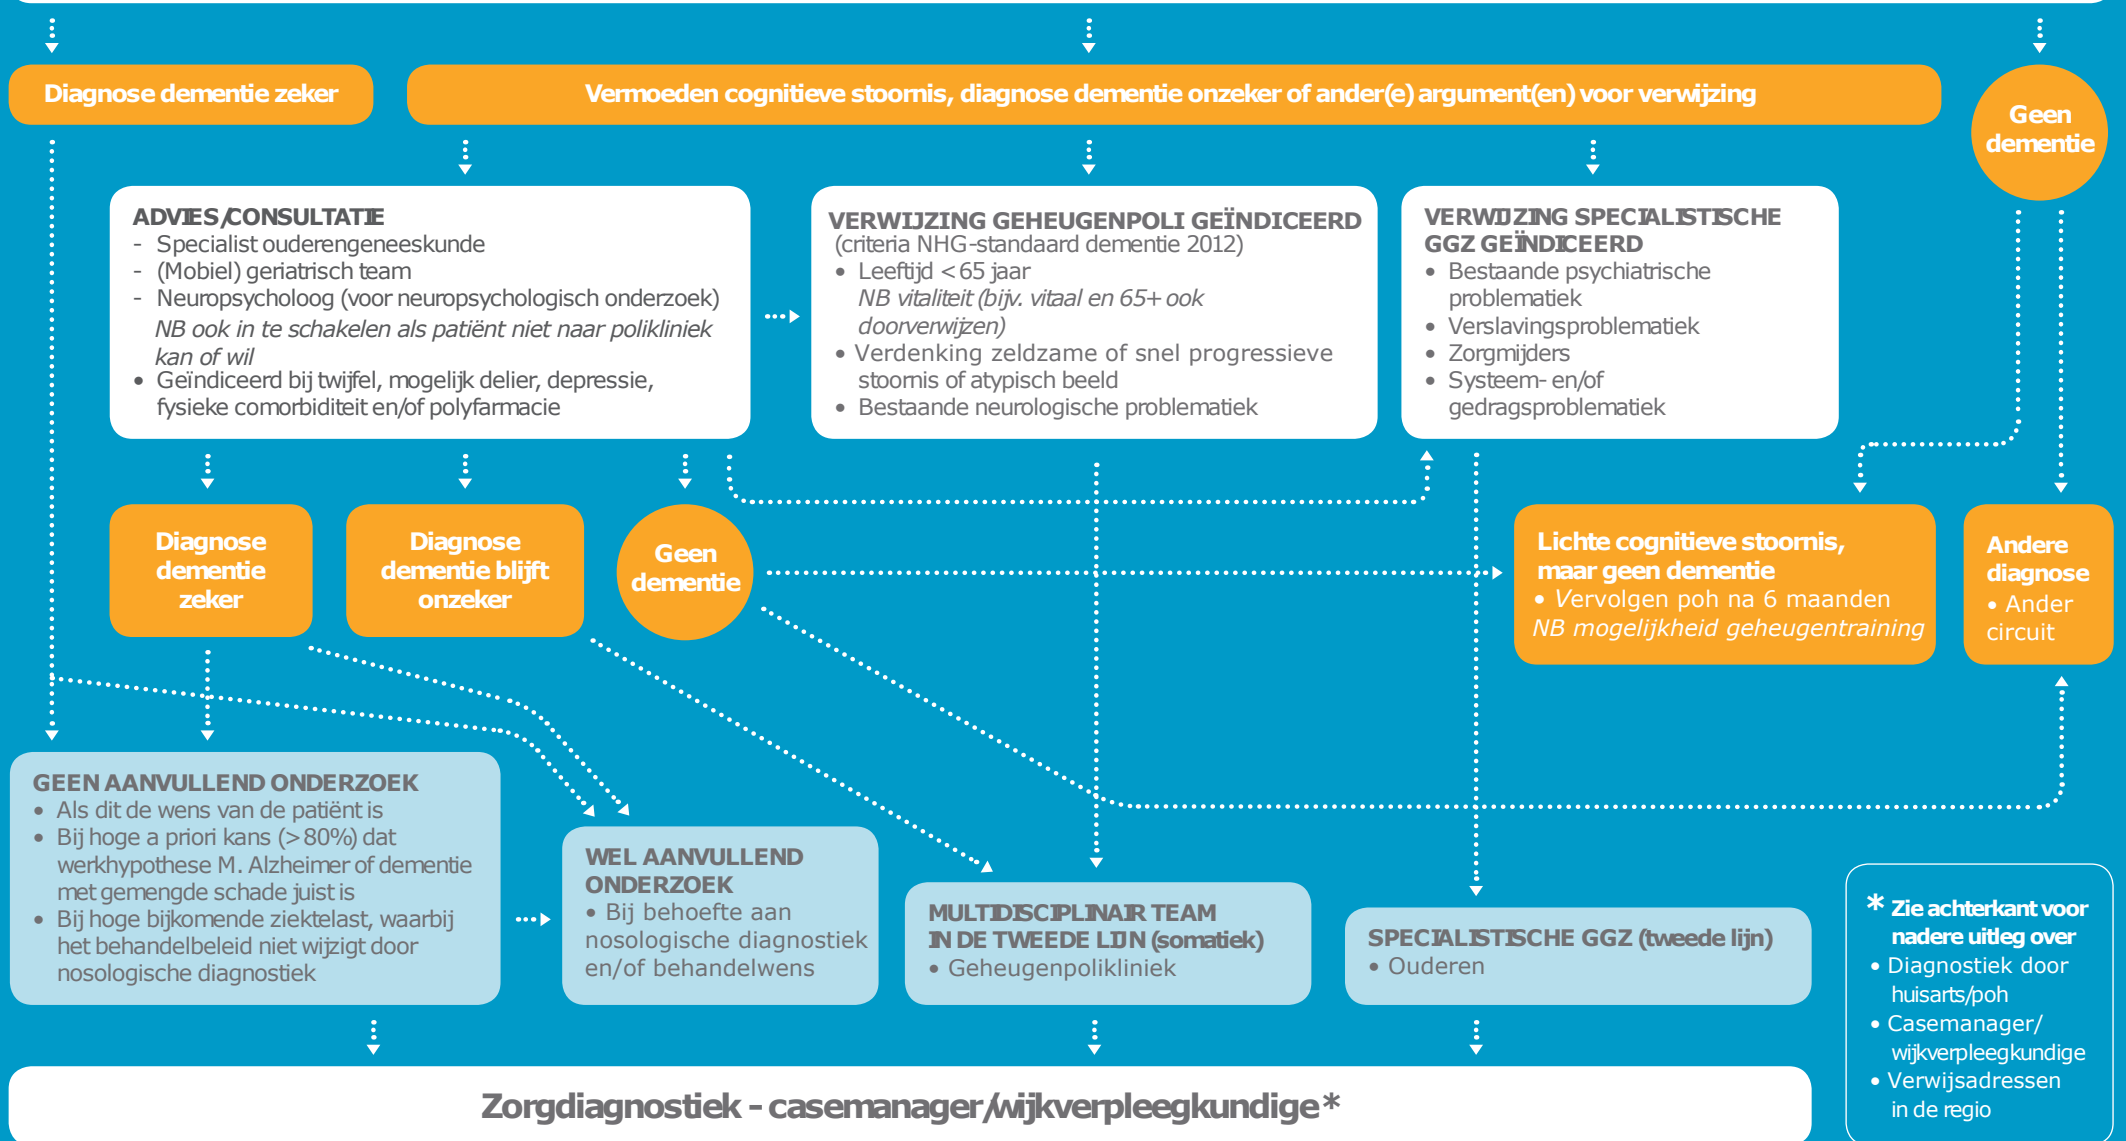 Diagnose dementie zeker
Vermoeden cognitieve stoornis, diagnose dementie onzeker of ander(e) argument(en) voor verwijzing
Geen
dementie
ADVIES/CONSULTATIE
- Specialist ouderengeneeskunde
- (Mobiel) geriatrisch team
- Neuropsycholoog (voor neuropsychologisch onderzoek)
NB ook in te schakelen als patiënt niet naar polikliniek
kan of wil
• Geïndiceerd bij twijfel, mogelijk delier, depressie,
fysieke comorbiditeit en/of polyfarmacie
VERWIJZING GEHEUGENPOLI GEÏNDICEERD
(criteria NHG-standaard dementie 2012)
• Leeftijd <65 jaar
NB vitaliteit (bijv. vitaal en 65+ ook
doorverwijzen)
• Verdenking zeldzame of snel progressieve
stoornis of atypisch beeld
• Bestaande neurologische problematiek
VERWIJZING SPECIALISTISCHE
GGZ GEÏNDICEERD
• Bestaande psychiatrische
problematiek
• Verslavingsproblematiek
• Zorgmijders
• Systeem- en/of
gedragsproblematiek
Diagnose
dementie
zeker
Diagnose
dementie blijft
onzeker
Geen
dementie
Lichte cognitieve stoornis,
maar geen dementie
• Vervolgen poh na 6 maanden
NB mogelijkheid geheugentraining
Andere
diagnose
• Ander
circuit
GEEN AANVULLEND ONDERZOEK
• Als dit de wens van de patiënt is
• Bij hoge a priori kans (>80%) dat
werkhypothese M. Alzheimer of dementie
met gemengde schade juist is
• Bij hoge bijkomende ziektelast, waarbij
het behandelbeleid niet wijzigt door
nosologische diagnostiek
WEL AANVULLEND
ONDERZOEK
• Bij behoefte aan
nosologische diagnostiek
en/of behandelwens
MULTIDISCIPLINAIR TEAM
IN DE TWEEDE LIJN (somatiek)
• Geheugenpolikliniek
SPECIALISTISCHE GGZ (tweede lijn)
• Ouderen
* Zie achterkant voor
nadere uitleg over
• Diagnostiek door
huisarts/poh
• Casemanager/
wijkverpleegkundige
• Verwijsadressen
in de regio
Zorgdiagnostiek - casemanager/wijkverpleegkundige*